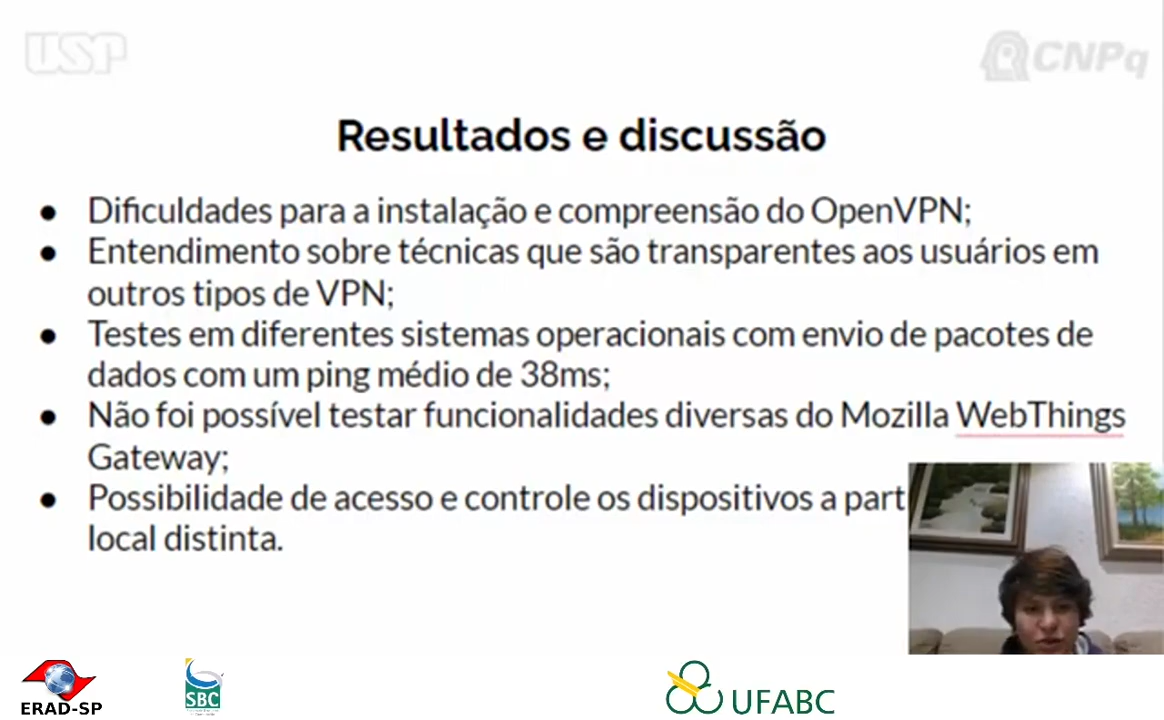 USP
CNPq
Resultados e discussão
● Dificuldades para a instalação e compreensão do OpenVPN;
● Entendimento sobre técnicas que são transparentes aos usuários em
outros tipos de VPN;
● Testes em diferentes sistemas operacionais com envio de pacotes de
dados com um ping médio de 38ms;
● Não foi possível testar funcionalidades diversas do Mozilla WebThings
Gateway;
● Possibilidade de acesso e controle os dispositivos a part
local distinta.
ERAD-SP
SBC
UFABC